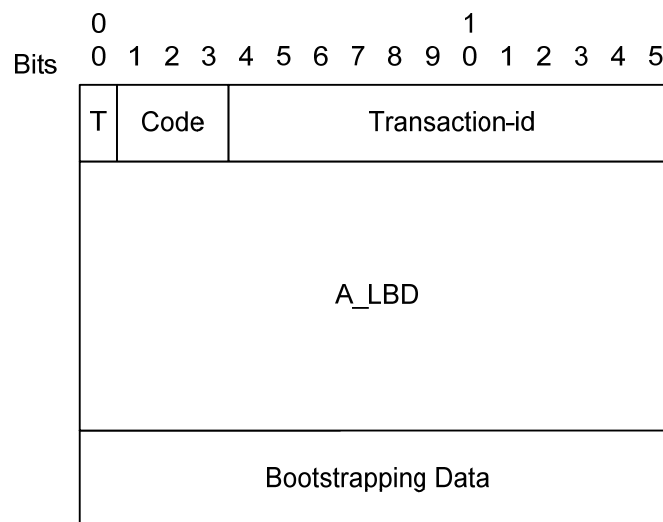 0 1
Bits 0 1 2 3 4 5 6 7 8 9 0 1 2 3 4 5
T Code Transaction-id
A_LBD
Bootstrapping Data